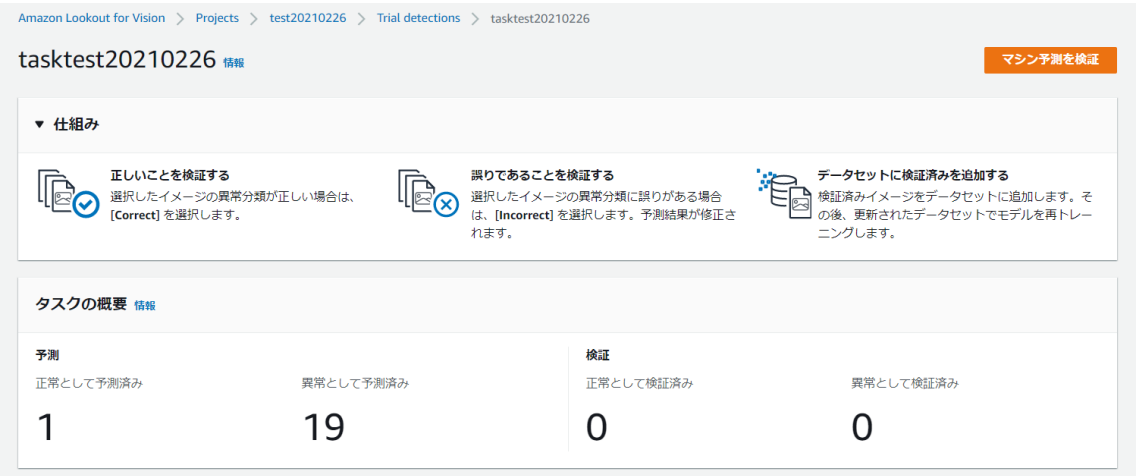 Amazon Lookout for Vision > Projects > test20210226 > Trial detections > tasktest20210226
tasktest20210226 情報
マシン予測を検証
▼ 仕組み
正しいことを検証する
選択したイメージの異常分類が正しい場合は、
[Correct] を選択します。
誤りであることを検証する
選択したイメージの異常分類に誤りがある場合
は、[Incorrect] を選択します。予測結果が修正さ
れます。
データセットに検証済みを追加する
検証済みイメージをデータセットに追加します。そ
の後、更新されたデータセットでモデルを再トレー
ニングします。
タスクの概要 情報
予測
正常として予測済み
1
異常として予測済み
19
検証
正常として検証済み
0
異常として検証済み
0